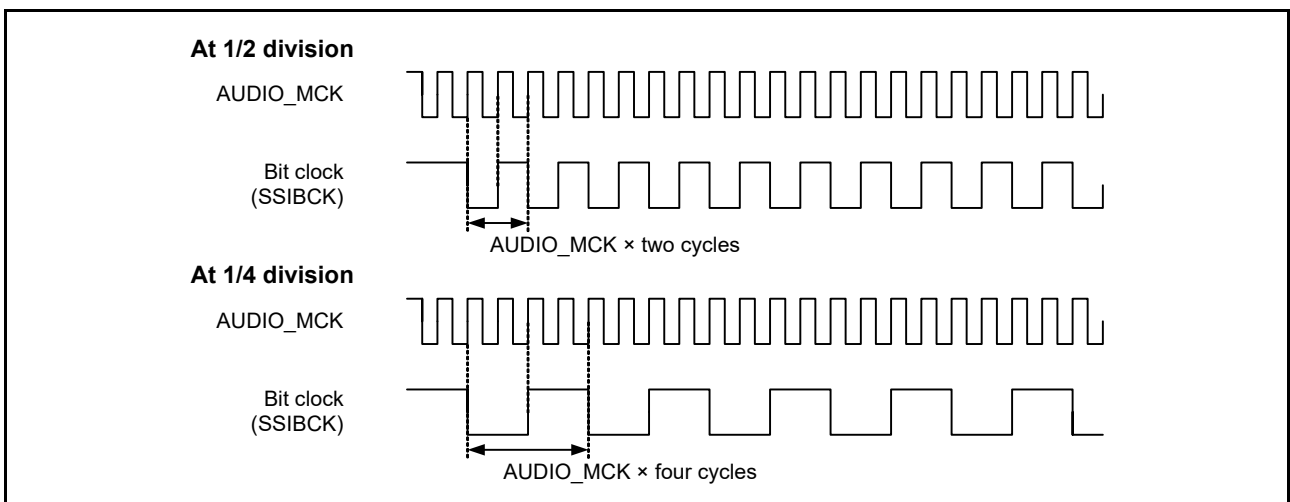 At 1/2 division
AUDIO_MCK
Bit clock
(SSIBCK)
AUDIO_MCK × two cycles
At 1/4 division
AUDIO_MCK
Bit clock
(SSIBCK)
AUDIO_MCK × four cycles